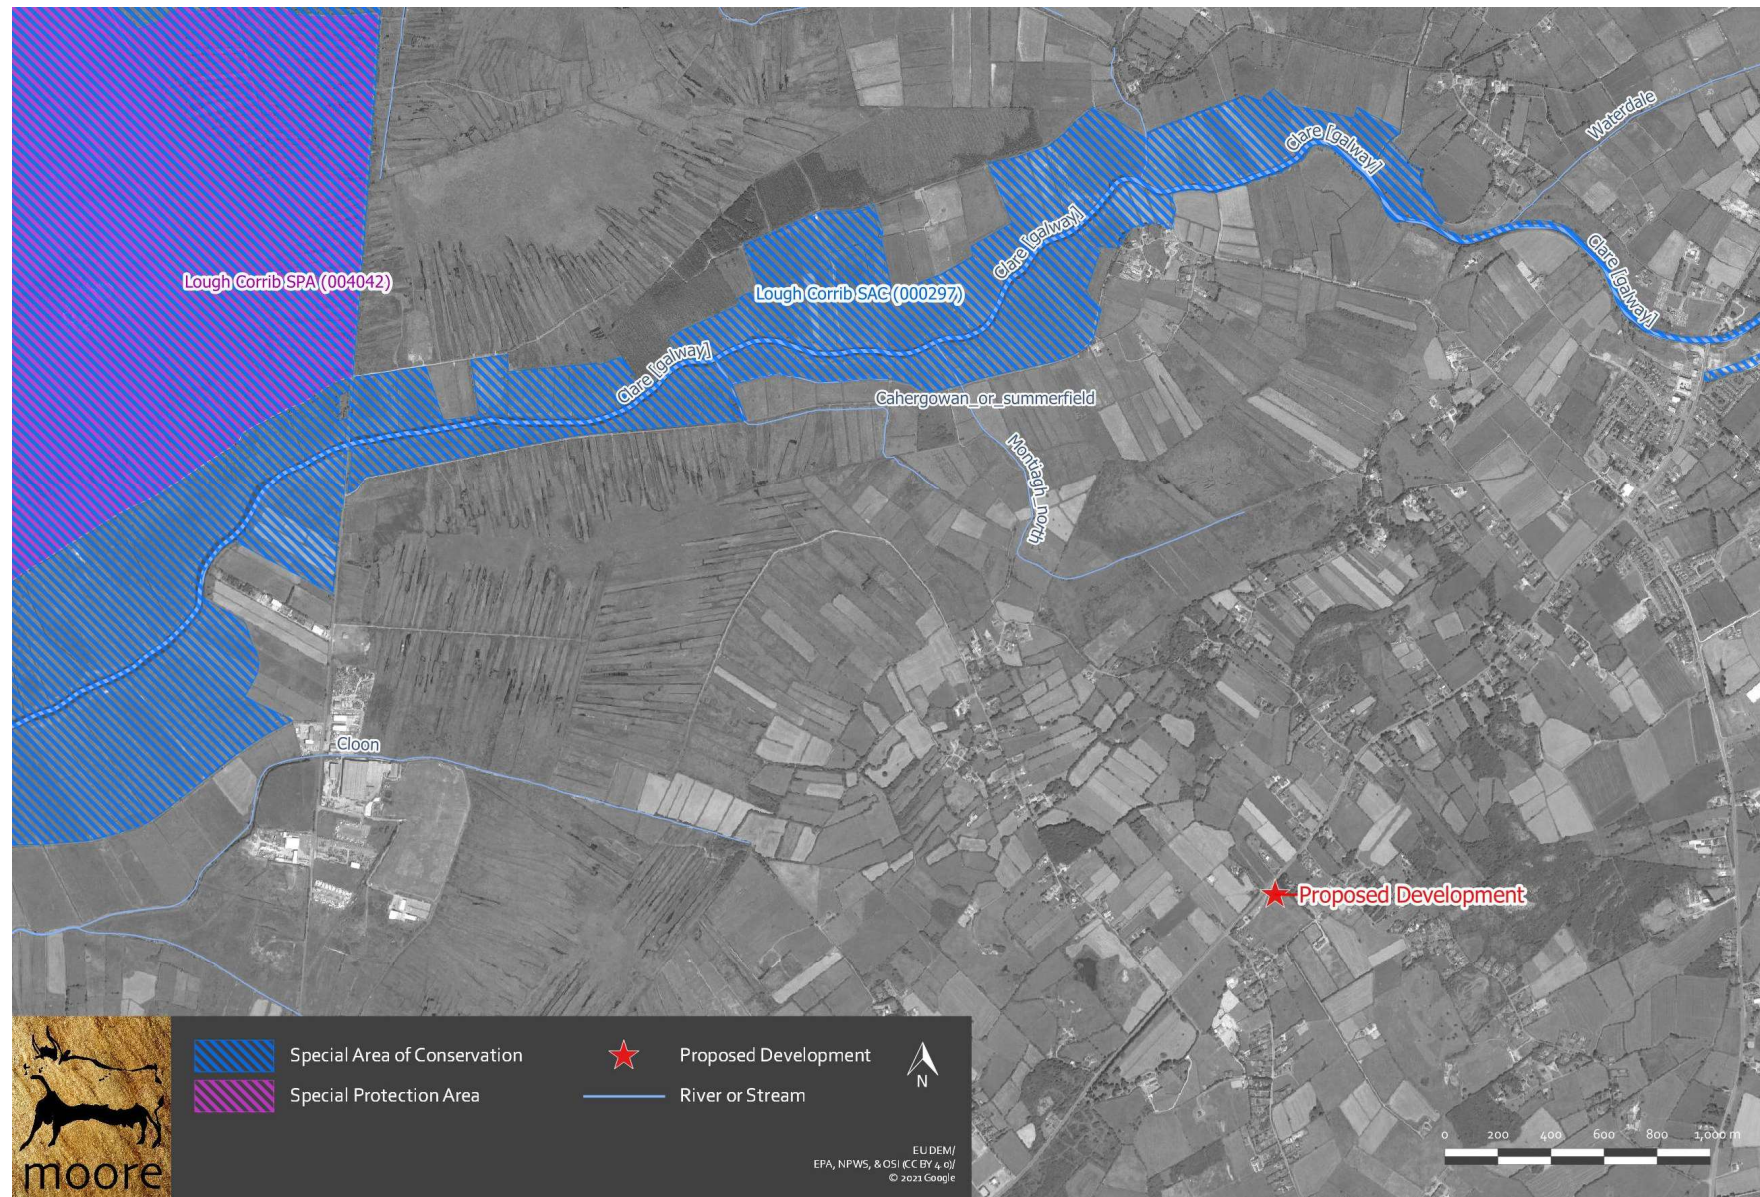 Waterdale
Clare [galway]
Clare [galway]
Clare [galway]
Lough Corrib SPA (004042)
Lough Corrib SAC (000297)
Clare [galway]
Cahergowan_or_summerfield
Montiagh_north
Cloon
Proposed Development
Special Area of Conservation
Proposed Development
Special Protection Area
River or Stream
N
EU DEM/
EPA, NPWS, & OSI (CC BY 4.0)/
© 2021 Google
moore
0 200 400 600 800 1,000 m